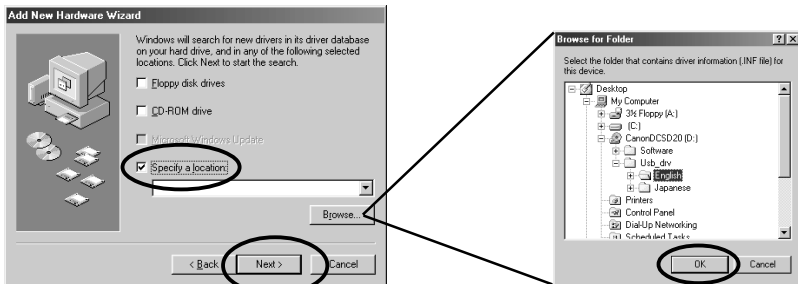 Add New Hardware Wizard
Windows will search for new drivers in its driver database
on your hard drive, and in any of the following selected
locations. Click Next to start the search.
Floppy disk drives
CD-ROM drive
Microsoft Windows Update
Specify a location:
Browse...
< Back
Next >
Cancel
Browse for Folder
Select the folder that contains driver information (.INF file) for
this device.
Desktop
My Computer
3½ Floppy (A:)
(C:)
CanonDCSD20 (D:)
Software
Usb_drv
English
Japanese
Printers
Control Panel
Dial-Up Networking
Scheduled Tasks
OK
Cancel